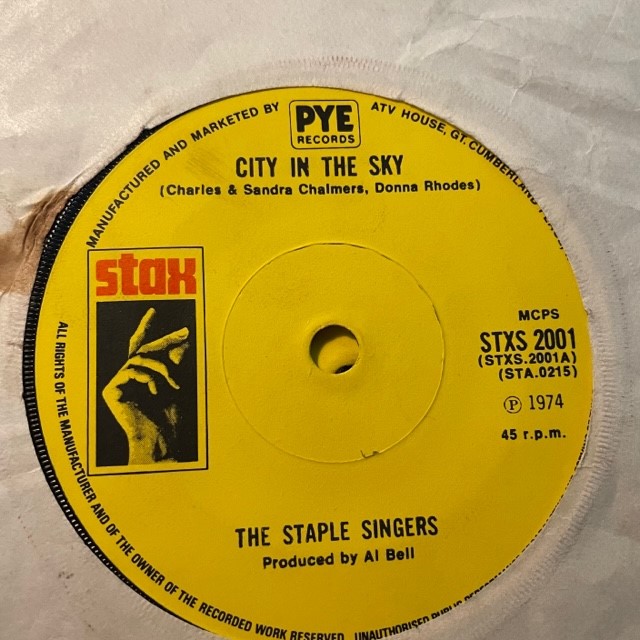 MANUFACTURED AND MARKETED BY PYE RECORDS ATV HOUSE, GT. CUMBERLAND
CITY IN THE SKY
(Charles & Sandra Chalmers, Donna Rhodes)
stax
MCPS
STXS 2001
(STXS.2001A)
(STA.0215)
Ⓟ 1974
45 r.p.m.
THE STAPLE SINGERS
Produced by Al Bell
ALL RIGHTS OF THE MANUFACTURER AND OF THE OWNER OF THE RECORDED WORK RESERVED. UNAUTHORISED PUBLIC